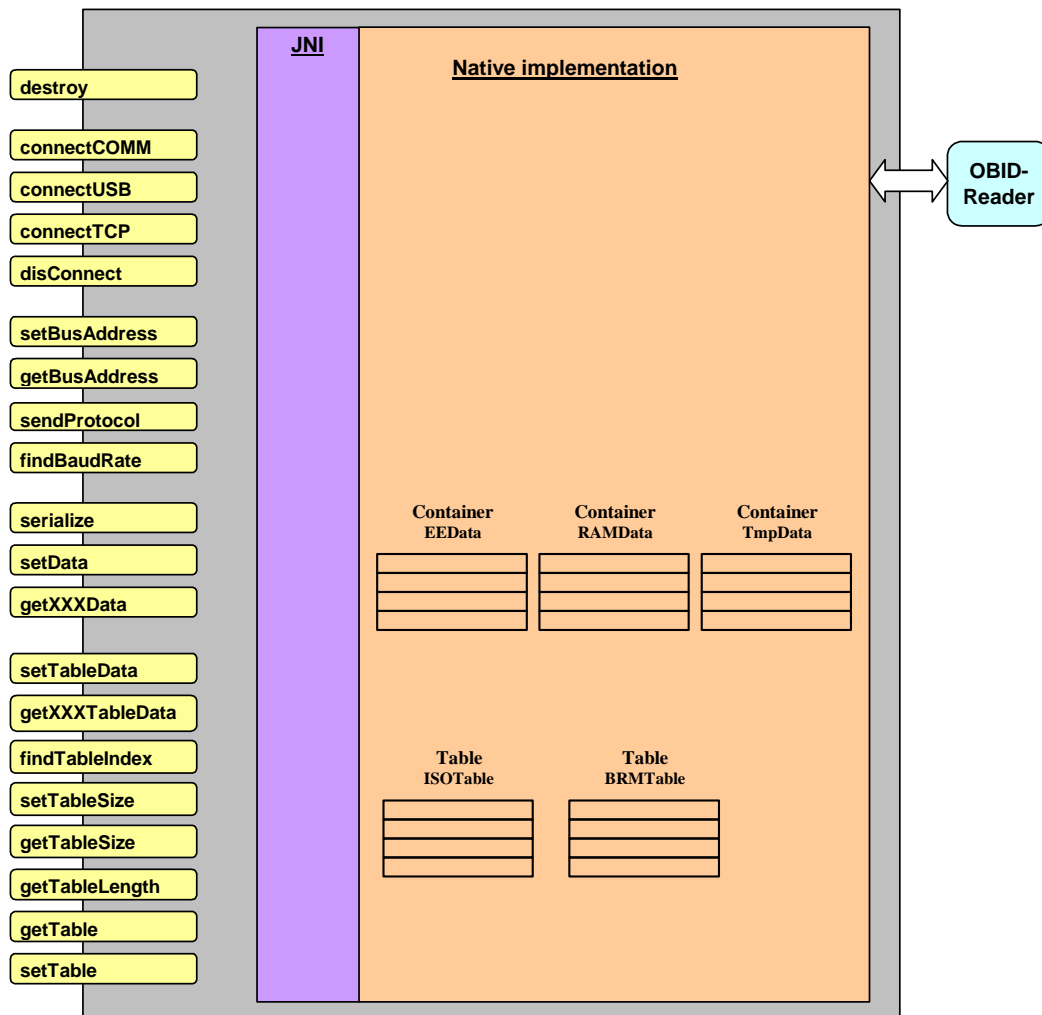 JNI
Native implementation
destroy
connectCOMM
connectUSB
connectTCP
disConnect
setBusAddress
getBusAddress
sendProtocol
findBaudRate
serialize
setData
getXXXData
setTableData
getXXXTableData
findTableIndex
setTableSize
getTableSize
getTableLength
getTable
setTable
Container
EEData
Container
RAMData
Container
TmpData
Table
ISOTable
Table
BRMTable
OBID-
Reader